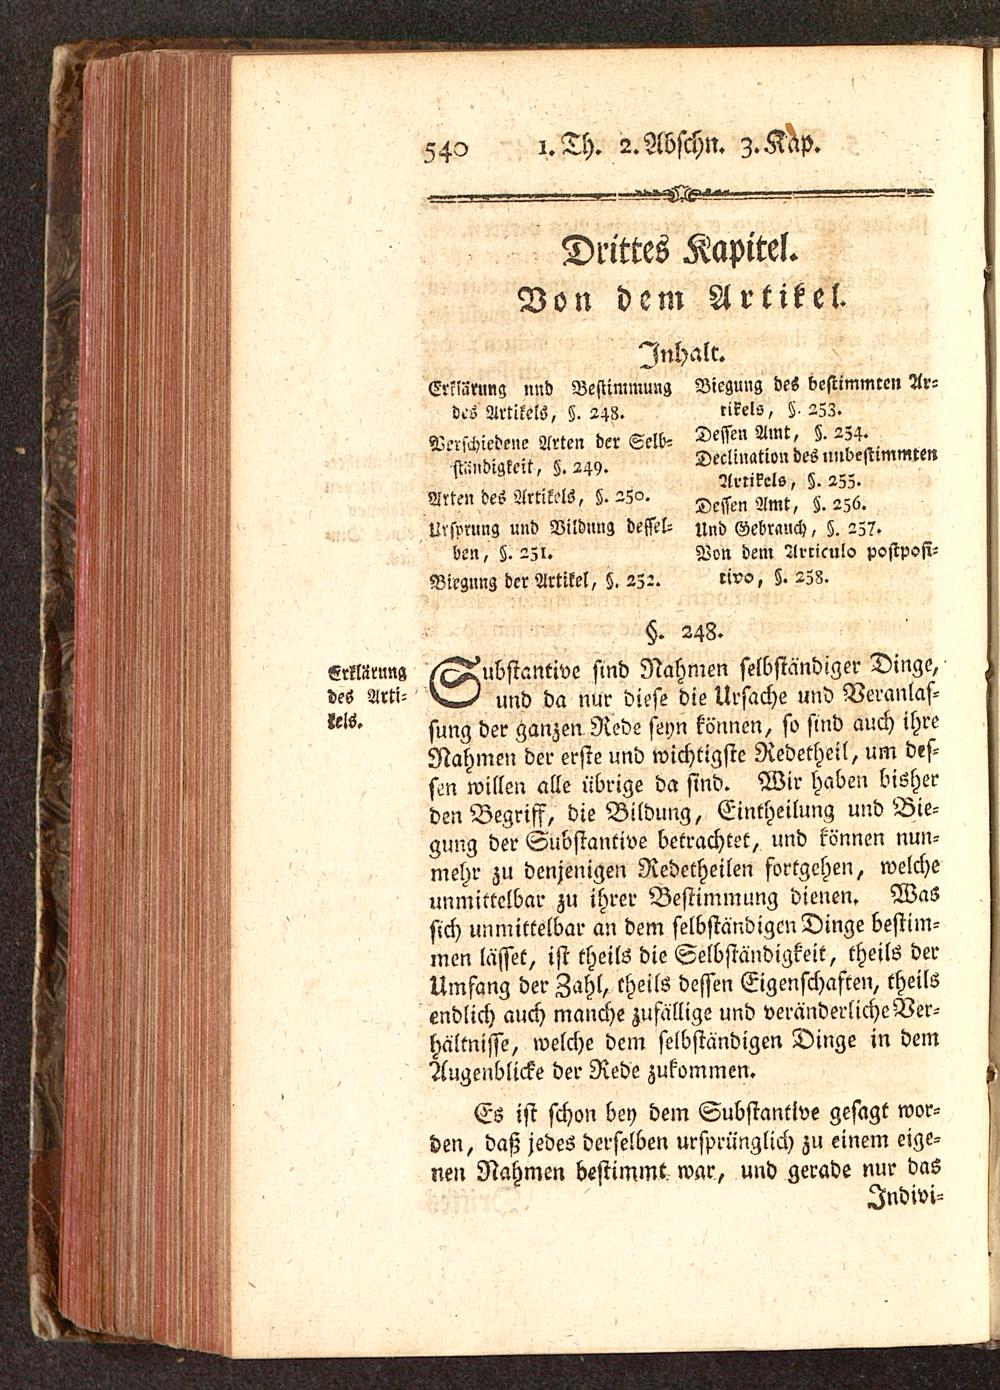 540 1. Th. 2. Abschn. 3. Kap.
Drittes Kapitel.
Von dem Artikel.
Inhalt.
Erklärung und Bestimmung
des Artikels, §. 248.
Verschiedene Arten der Selb-
ständigkeit, §. 249.
Arten des Artikels, §. 250.
Ursprung und Bildung dessel-
ben, §. 251.
Biegung der Artikel, §. 252.
Biegung des bestimmten Ar-
tikels, §. 253.
Dessen Amt, §. 254.
Declination des unbestimmten
Artikels, §. 255.
Dessen Amt, §. 256.
Und Gebrauch, §. 257.
Von dem Articulo postposi-
tivo, §. 258.
§. 248.
Erklärung
des Arti-
kels.
Substantive sind Nahmen selbständiger Dinge,
und da nur diese die Ursache und Veranlas-
sung der ganzen Rede seyn können, so sind auch ihre
Nahmen der erste und wichtigste Redetheil, um des-
sen willen alle übrige da sind. Wir haben bisher
den Begriff, die Bildung, Eintheilung und Bie-
gung der Substantive betrachtet, und können nun-
mehr zu denjenigen Redetheilen fortgehen, welche
unmittelbar zu ihrer Bestimmung dienen. Was
sich unmittelbar an dem selbständigen Dinge bestim-
men lässet, ist theils die Selbständigkeit, theils der
Umfang der Zahl, theils dessen Eigenschaften, theils
endlich auch manche zufällige und veränderliche Ver-
hältnisse, welche dem selbständigen Dinge in dem
Augenblicke der Rede zukommen.
Es ist schon bey dem Substantive gesagt wor-
den, daß jedes derselben ursprünglich zu einem eige-
nen Nahmen bestimmt war, und gerade nur das
Indivi-